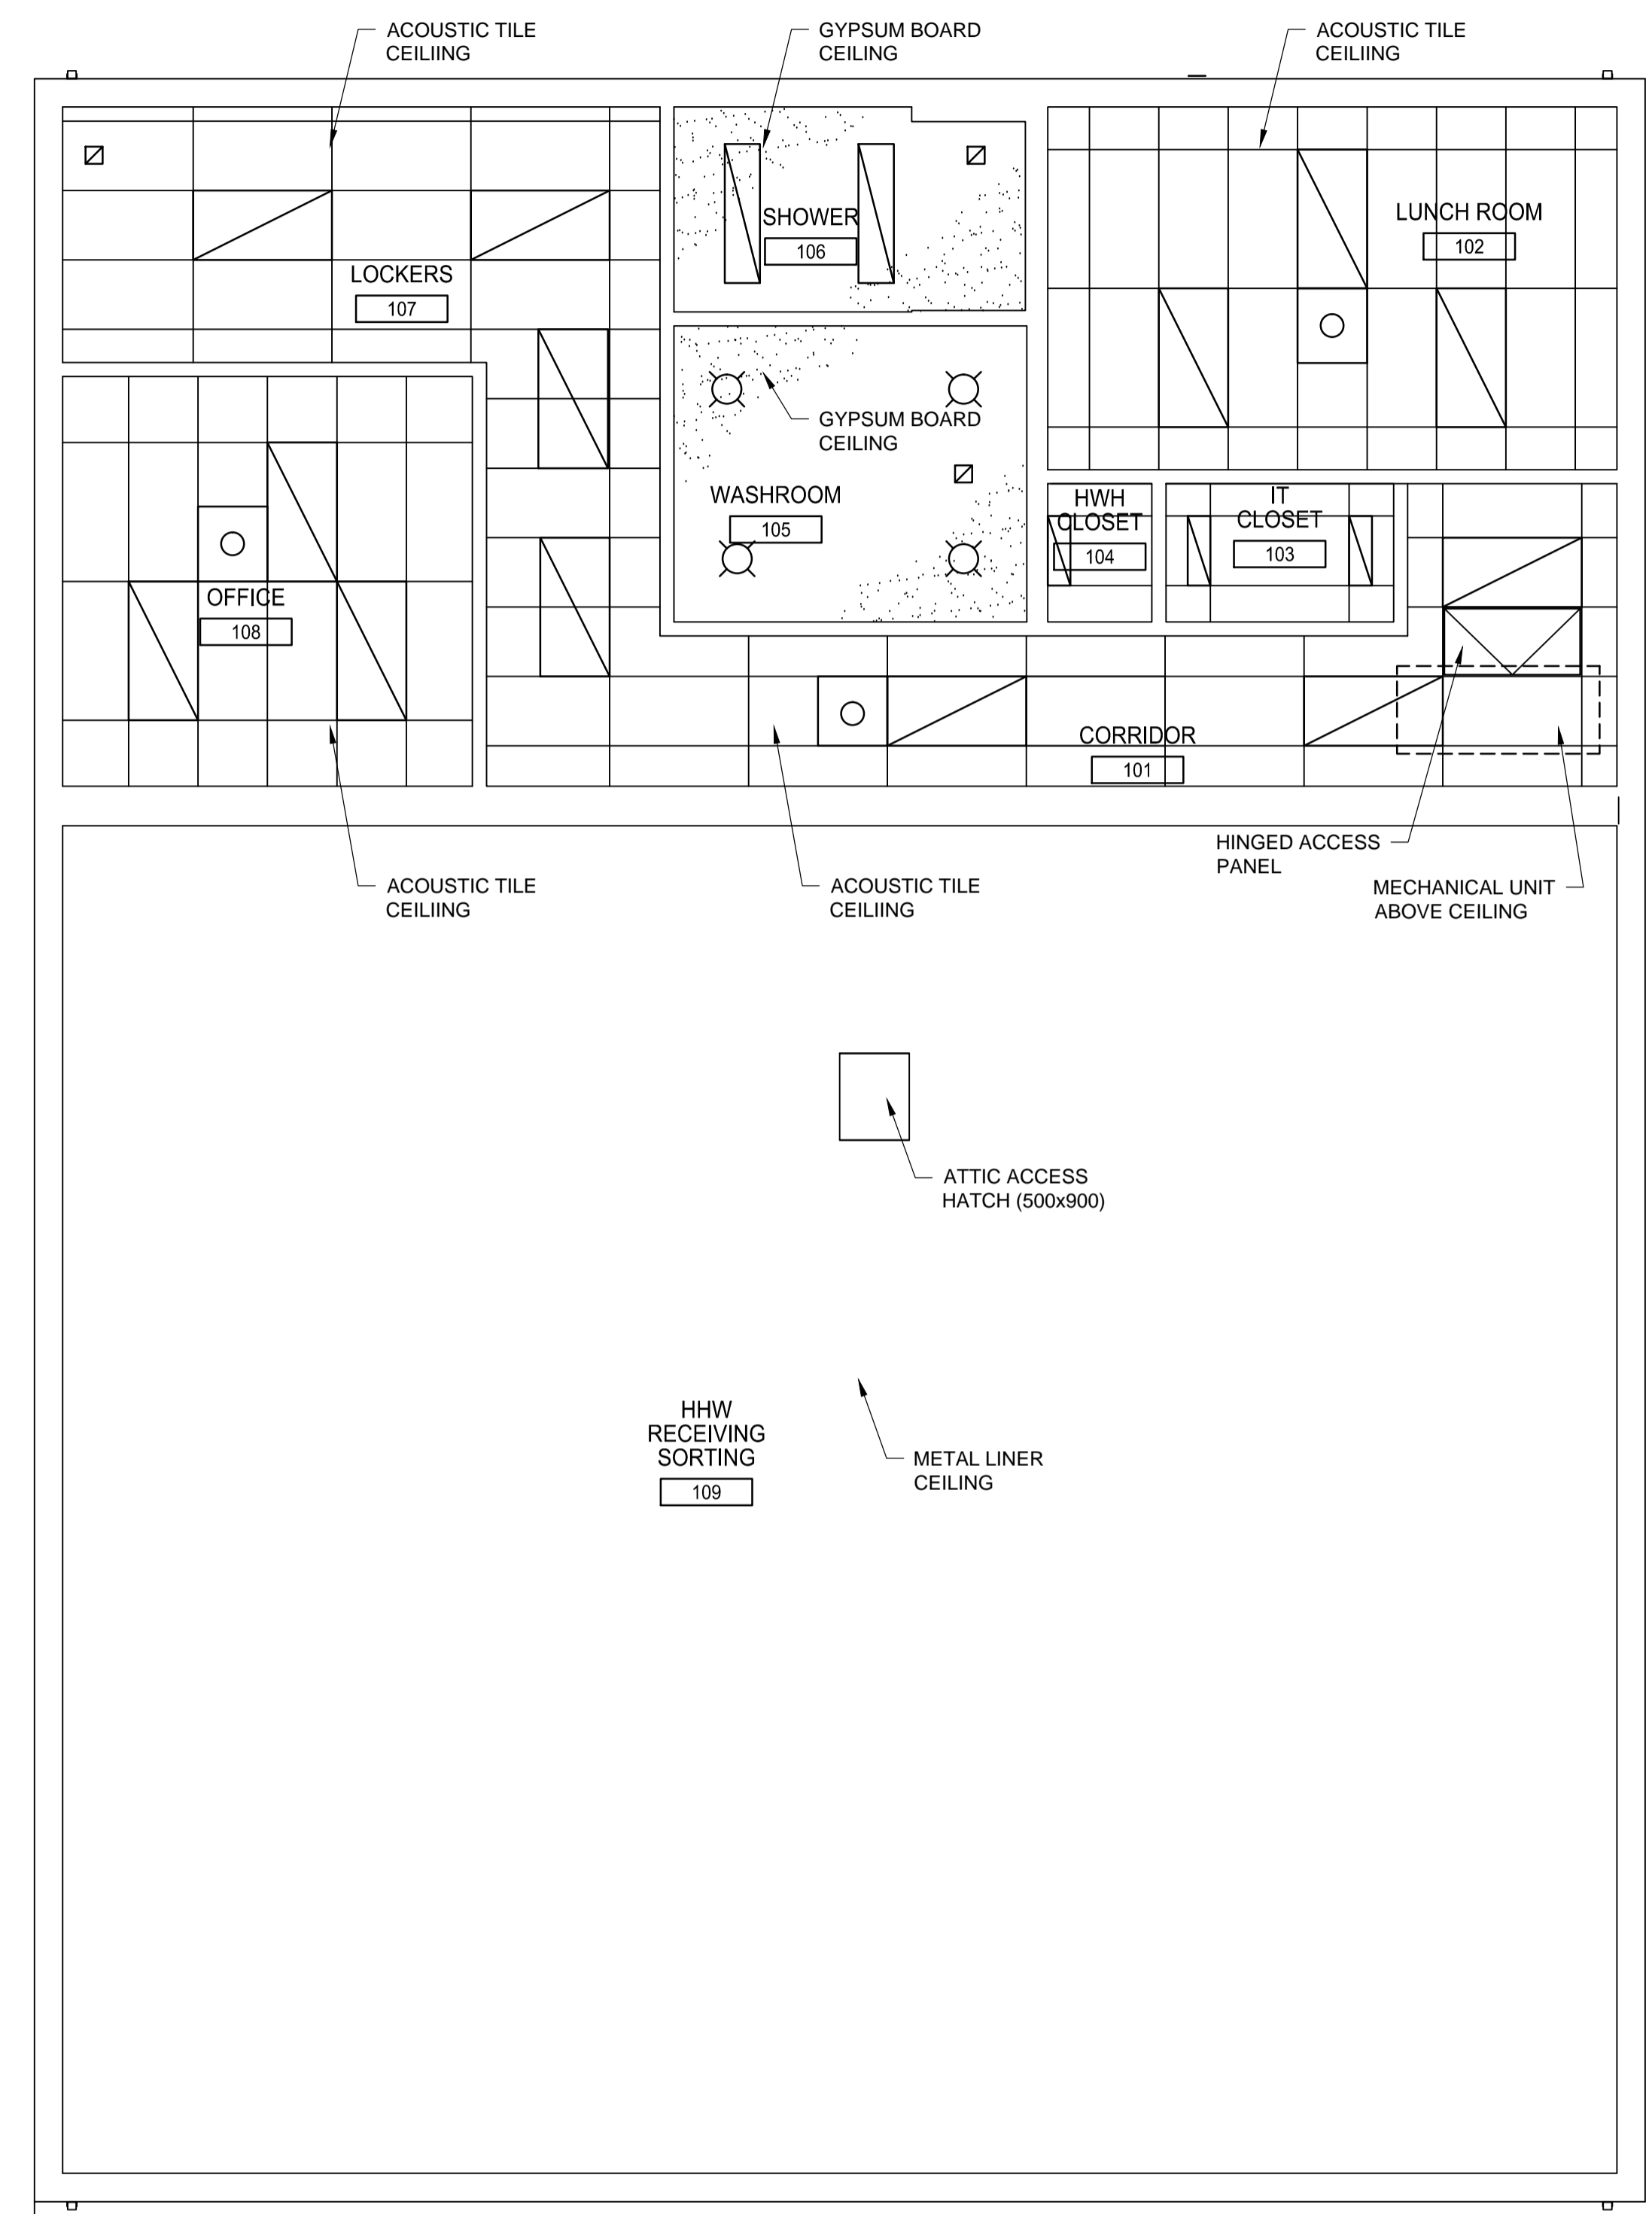 ACOUSTIC TILE
CEILIING
GYPSUM BOARD
CEILING
ACOUSTIC TILE
CEILIING
LOCKERS
107
SHOWER
106
LUNCH ROOM
102
GYPSUM BOARD
CEILING
WASHROOM
105
HWH
CLOSET
104
IT
CLOSET
103
OFFICE
108
CORRIDOR
101
HINGED ACCESS
PANEL
MECHANICAL UNIT
ABOVE CEILING
ACOUSTIC TILE
CEILIING
ACOUSTIC TILE
CEILIING
ATTIC ACCESS
HATCH (500x900)
HHW
RECEIVING
SORTING
109
METAL LINER
CEILING